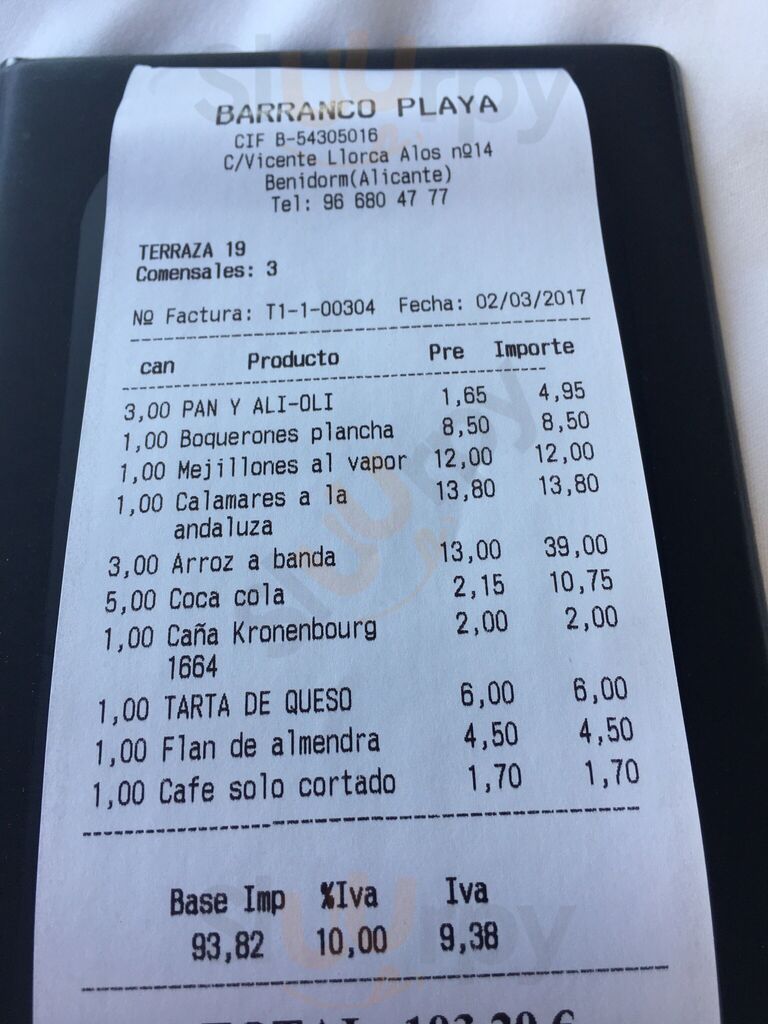 BARRANCO PLAYA
CIF B-54305016
C/Vicente Llorca Alos nº14
Benidorm(Alicante)
Tel: 96 680 47 77
TERRAZA 19
Comensales: 3
Nº Factura: T1-1-00304 Fecha: 02/03/2017
can Producto Pre Importe
3,00 PAN Y ALI-OLI 1,65 4,95
1,00 Boquerones plancha 8,50 8,50
1,00 Mejillones al vapor 12,00 12,00
1,00 Calamares a la 13,80 13,80
andaluza
3,00 Arroz a banda 13,00 39,00
5,00 Coca cola 2,15 10,75
1,00 Caña Kronenbourg 2,00 2,00
1664
1,00 TARTA DE QUESO 6,00 6,00
1,00 Flan de almendra 4,50 4,50
1,00 Cafe solo cortado 1,70 1,70
Base Imp %Iva Iva
93,82 10,00 9,38
TOTAL 103,20 €
Sluurpy
Sluurpy
Sluurpy